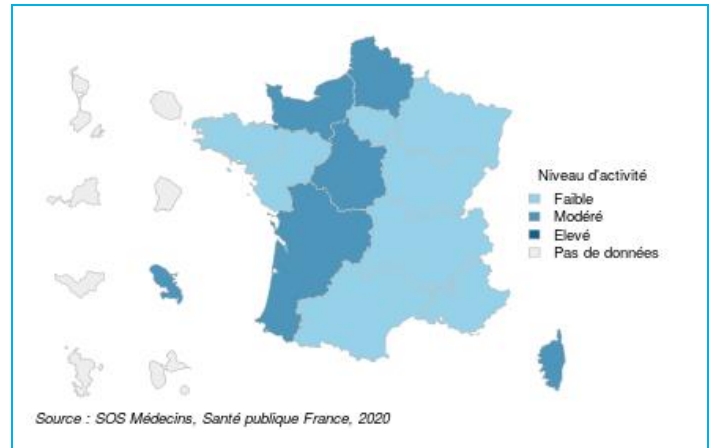 Niveau d'activité
Faible
Modéré
Elevé
Pas de données
Source : SOS Médecins, Santé publique France, 2020